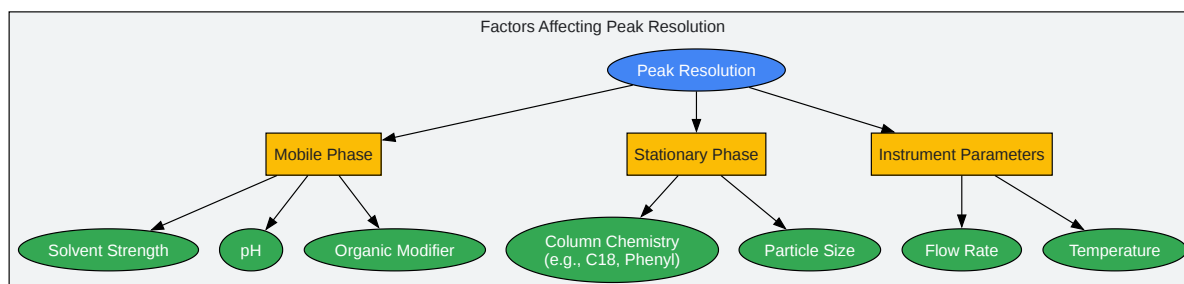 Factors Affecting Peak Resolution
Peak Resolution
Mobile Phase
Stationary Phase
Instrument Parameters
Solvent Strength
pH
Organic Modifier
Column Chemistry
(e.g., C18, Phenyl)
Particle Size
Flow Rate
Temperature